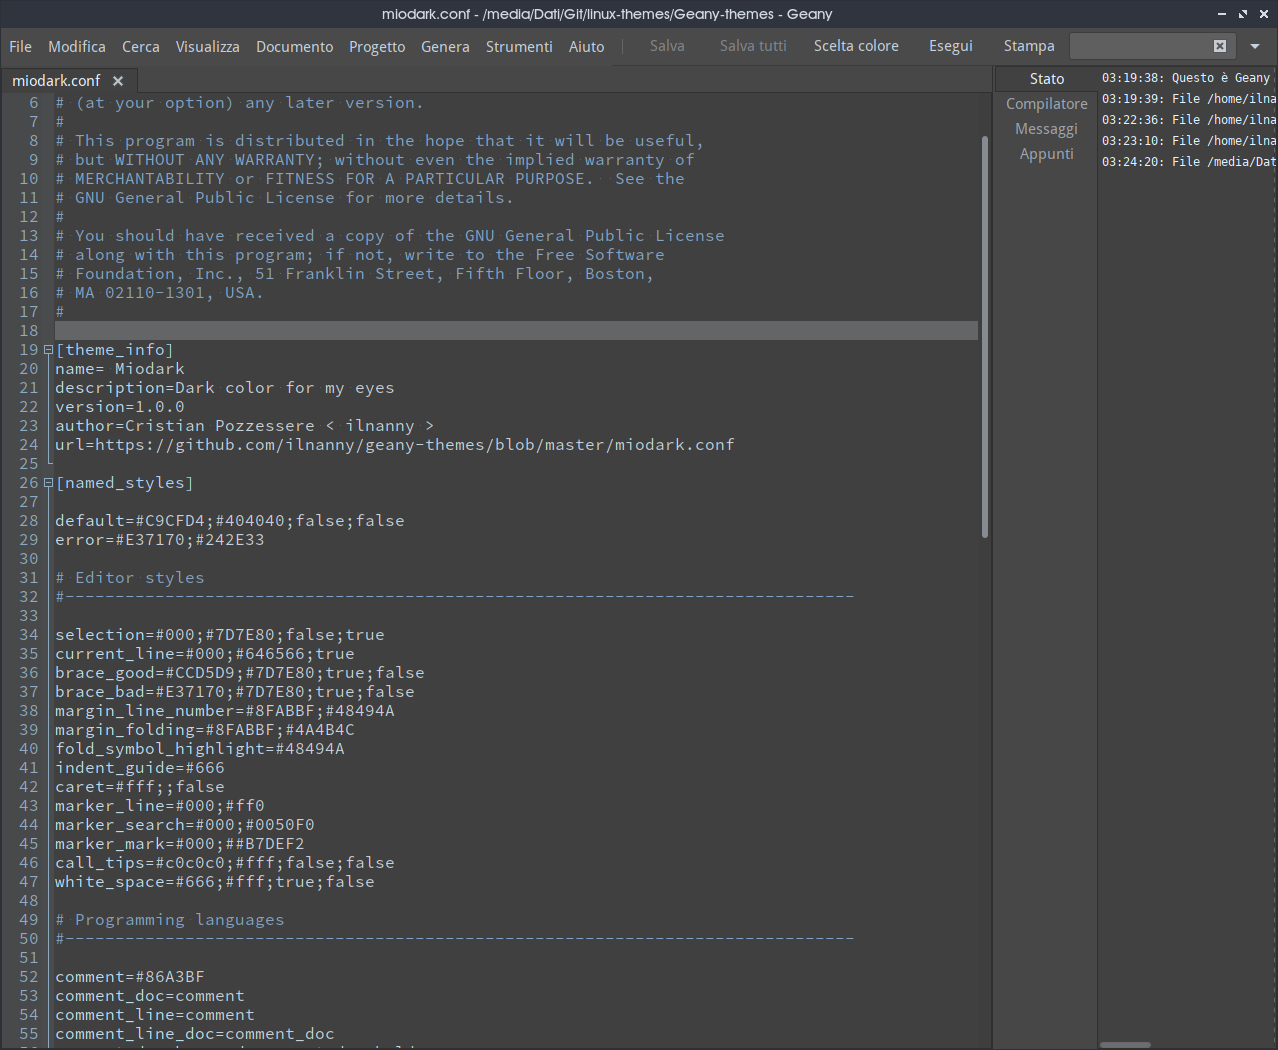 miodark.conf - /media/Dati/Git/linux-themes/Geany-themes - Geany
File Modifica Cerca Visualizza Documento Progetto Genera Strumenti Aiuto Salva Salva tutti Scelta colore Esegui Stampa
miodark.conf
6 # (at your option) any later version.
7 #
8 # This program is distributed in the hope that it will be useful,
9 # but WITHOUT ANY WARRANTY; without even the implied warranty of
10 # MERCHANTABILITY or FITNESS FOR A PARTICULAR PURPOSE.  See the
11 # GNU General Public License for more details.
12 #
13 # You should have received a copy of the GNU General Public License
14 # along with this program; if not, write to the Free Software
15 # Foundation, Inc., 51 Franklin Street, Fifth Floor, Boston,
16 # MA 02110-1301, USA.
17 #
18
19 [theme_info]
20 name= Miodark
21 description=Dark color for my eyes
22 version=1.0.0
23 author=Cristian Pozzessere < ilnanny >
24 url=https://github.com/ilnanny/geany-themes/blob/master/miodark.conf
25
26 [named_styles]
27
28 default=#C9CFD4;#404040;false;false
29 error=#E37170;#242E33
30
31 # Editor styles
32 #-------------------------------------------------------------------------------
33
34 selection=#000;#7D7E80;false;true
35 current_line=#000;#646566;true
36 brace_good=#CCD5D9;#7D7E80;true;false
37 brace_bad=#E37170;#7D7E80;true;false
38 margin_line_number=#8FABBF;#48494A
39 margin_folding=#8FABBF;#4A4B4C
40 fold_symbol_highlight=#48494A
41 indent_guide=#666
42 caret=#fff;;false
43 marker_line=#000;#ff0
44 marker_search=#000;#0050F0
45 marker_mark=#000;##B7DEF2
46 call_tips=#c0c0c0;#fff;false;false
47 white_space=#666;#fff;true;false
48
49 # Programming languages
50 #-------------------------------------------------------------------------------
51
52 comment=#86A3BF
53 comment_doc=comment
54 comment_line=comment
55 comment_line_doc=comment_doc
Stato
Compilatore
Messaggi
Appunti
03:19:38: Questo è Geany
03:19:39: File /home/ilna
03:22:36: File /home/ilna
03:23:10: File /home/ilna
03:24:20: File /media/Dat